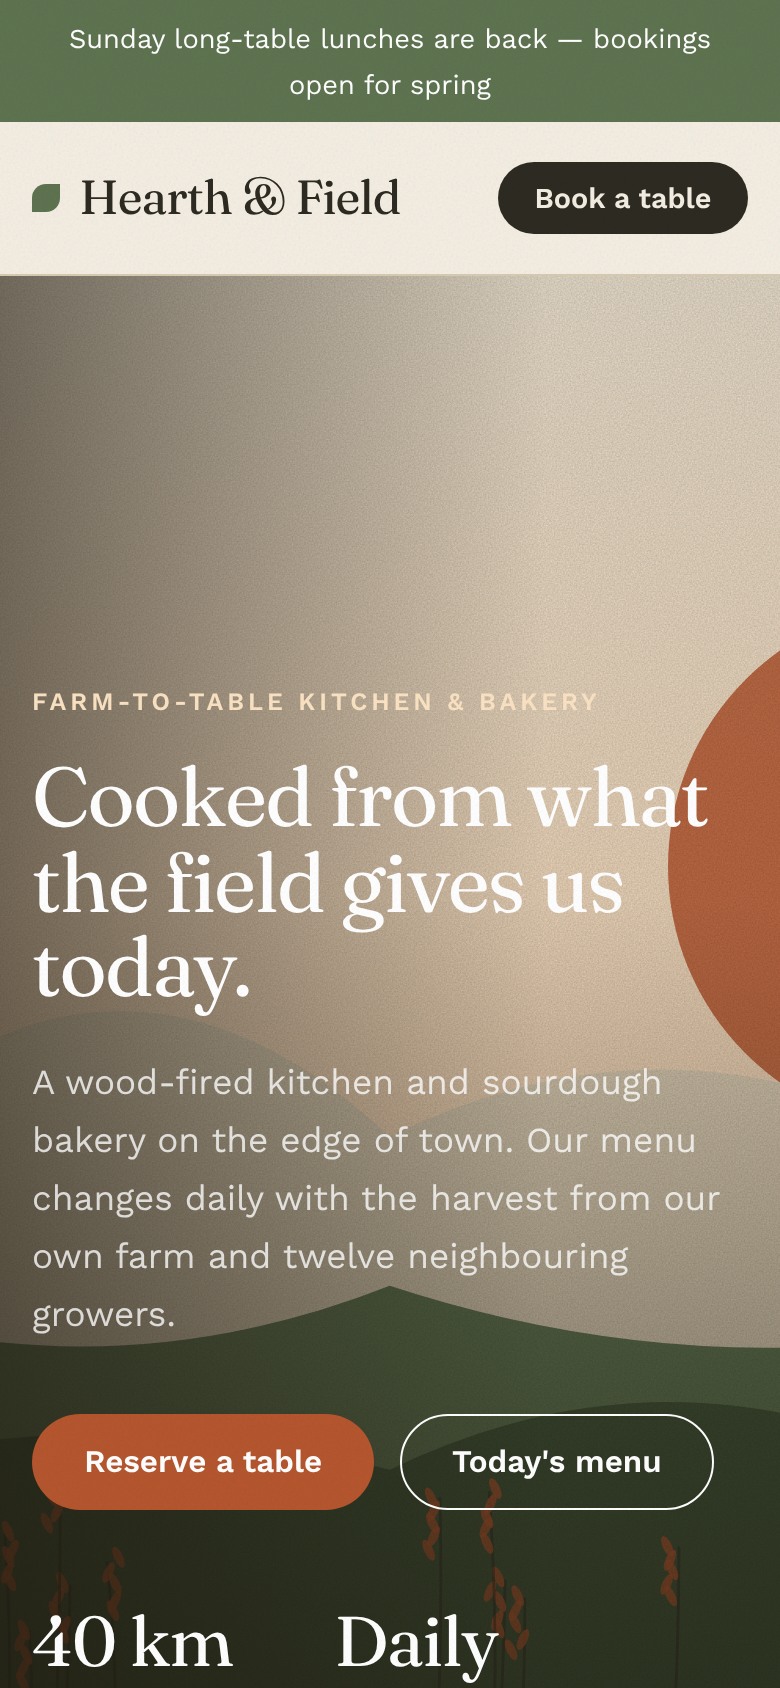 Sunday long-table lunches are back — bookings
open for spring
Hearth & Field
Book a table
FARM-TO-TABLE KITCHEN & BAKERY
Cooked from what
the field gives us
today.
A wood-fired kitchen and sourdough
bakery on the edge of town. Our menu
changes daily with the harvest from our
own farm and twelve neighbouring
growers.
Reserve a table
Today's menu
40 km
Daily